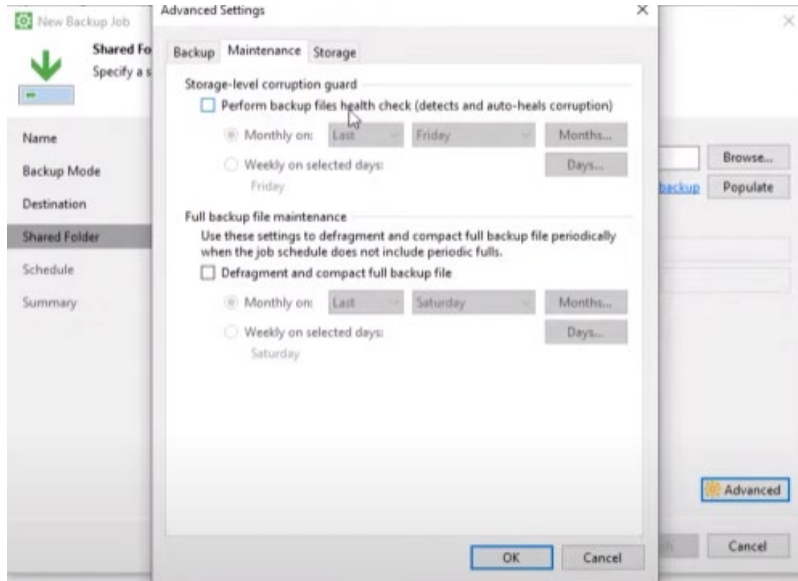 New Backup Job
Advanced Settings
Shared Fo
Specify a s
Name
Backup Mode
Destination
Shared Folder
Schedule
Summary
Backup Maintenance Storage
Storage-level corruption guard
Perform backup files health check (detects and auto-heals corruption)
Monthly on: Last Friday Months...
Weekly on selected days: Days...
Friday
Full backup file maintenance
Use these settings to defragment and compact full backup file periodically
when the job schedule does not include periodic fulls.
Defragment and compact full backup file
Monthly on: Last Saturday Months...
Weekly on selected days: Days...
Saturday
OK Cancel
Browse...
backup Populate
Advanced
Cancel